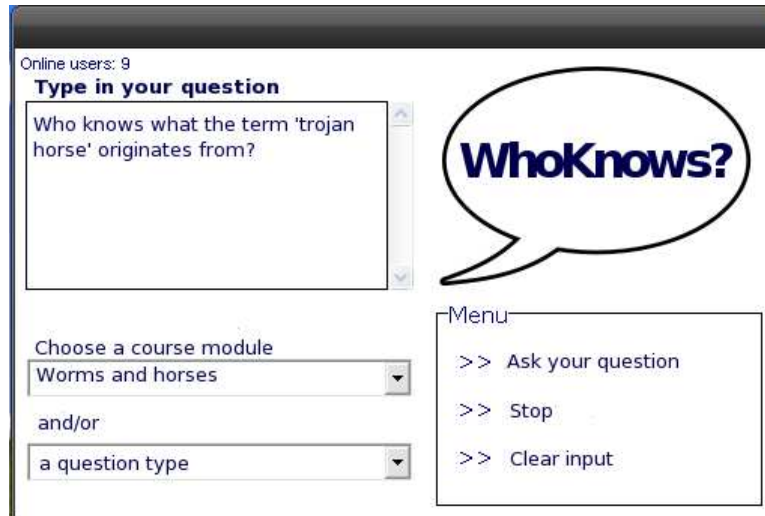 Online users: 9
Type in your question
Who knows what the term 'trojan
horse' originates from?
WhoKnows?
Choose a course module
Worms and horses
and/or
a question type
Menu
>> Ask your question
>> Stop
>> Clear input